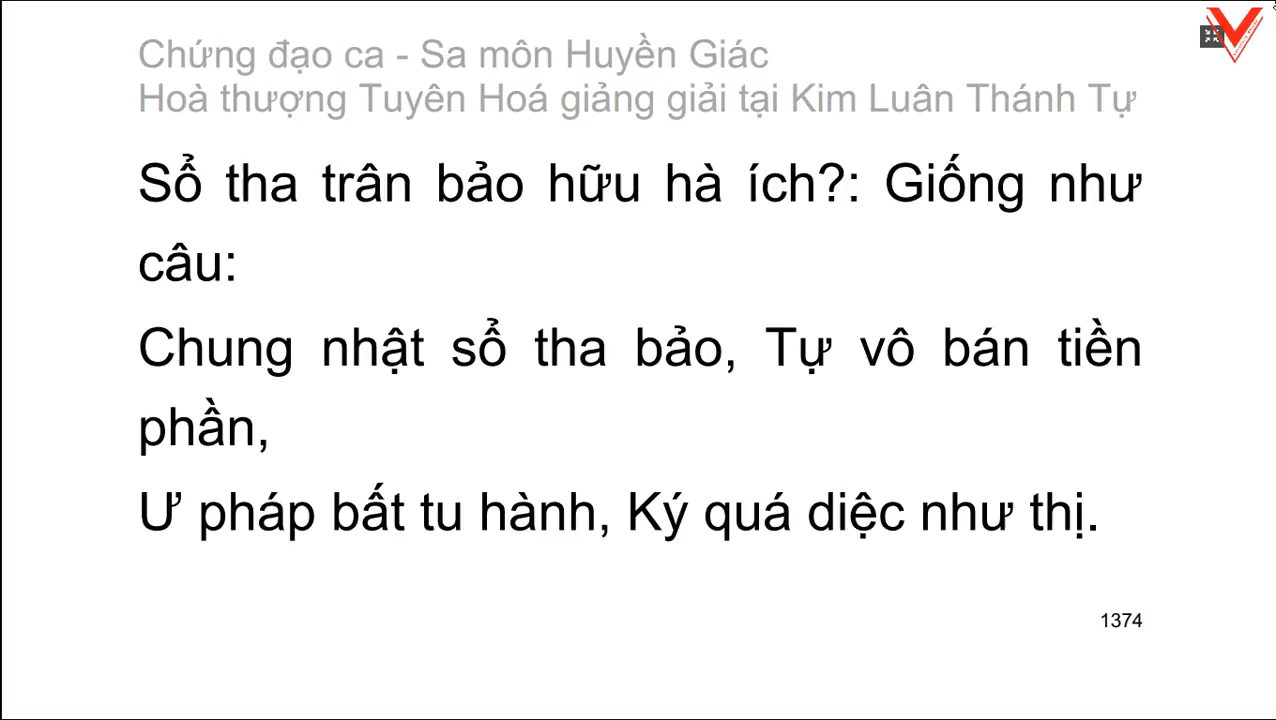 Chứng đạo ca - Sa môn Huyền Giác
Hoà thượng Tuyên Hoá giảng giải tại Kim Luân Thánh Tự
Sổ tha trân bảo hữu hà ích?: Giống như
câu:
Chung nhật sổ tha bảo, Tự vô bán tiền
phần,
Ư pháp bất tu hành, Ký quá diệc như thị.
1374